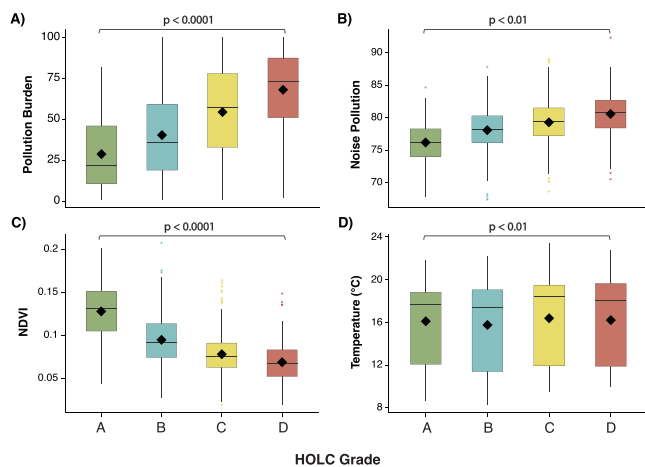 A)
p < 0.0001
Pollution Burden
100
75
50
25
0
B)
p < 0.01
Noise Pollution
90
85
80
75
70
C)
p < 0.0001
NDVI
0.2
0.15
0.1
0.05
A B C D
D)
p < 0.01
Temperature (°C)
24
20
16
12
8
A B C D
HOLC Grade